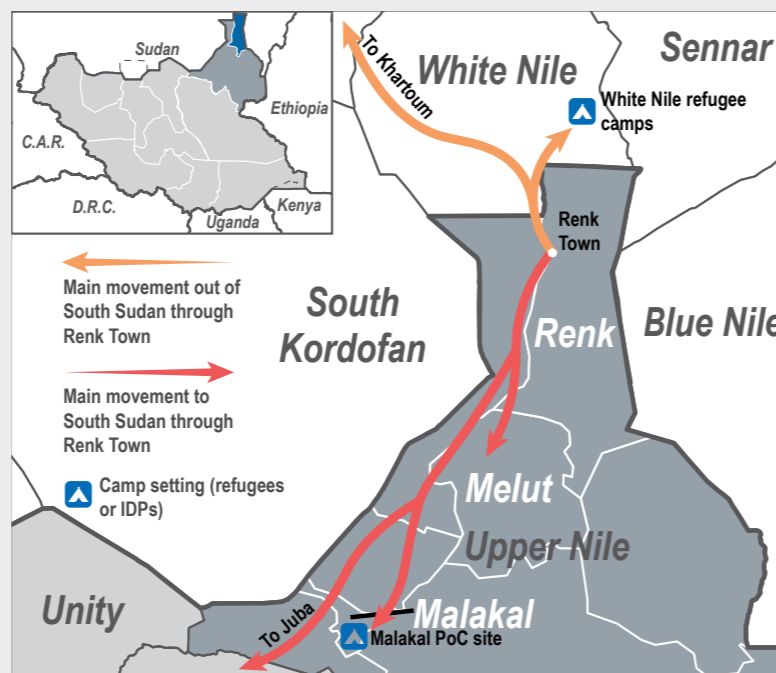 Sudan
Ethiopia
C.A.R.
D.R.C.
Uganda
Kenya
To Khartoum
White Nile
Sennar
White Nile refugee
camps
Renk
Town
Main movement out of
South Sudan through
Renk Town
South
Kordofan
Renk
Blue Nile
Main movement to
South Sudan through
Renk Town
Camp setting (refugees
or IDPs)
Melut
Upper Nile
Unity
To Juba
Malakal
Malakal PoC site